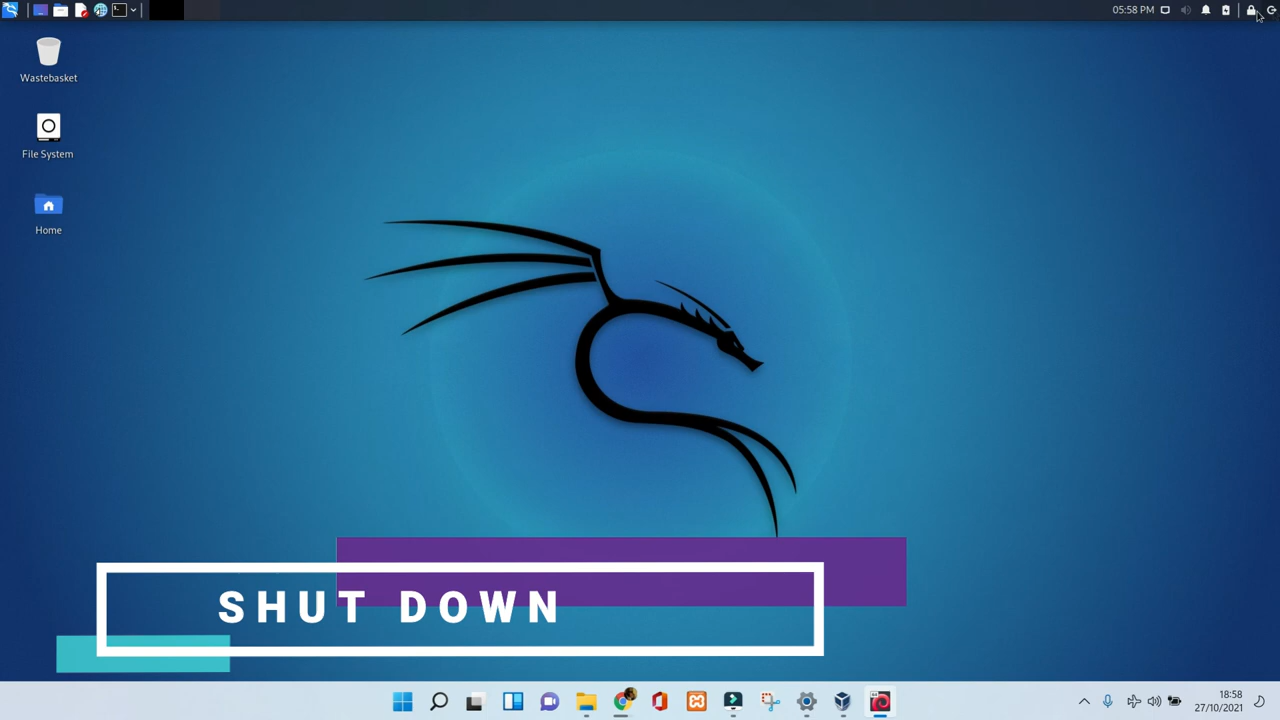 05:58 PM
Wastebasket
File System
Home
SHUT DOWN
18:58
27/10/2021